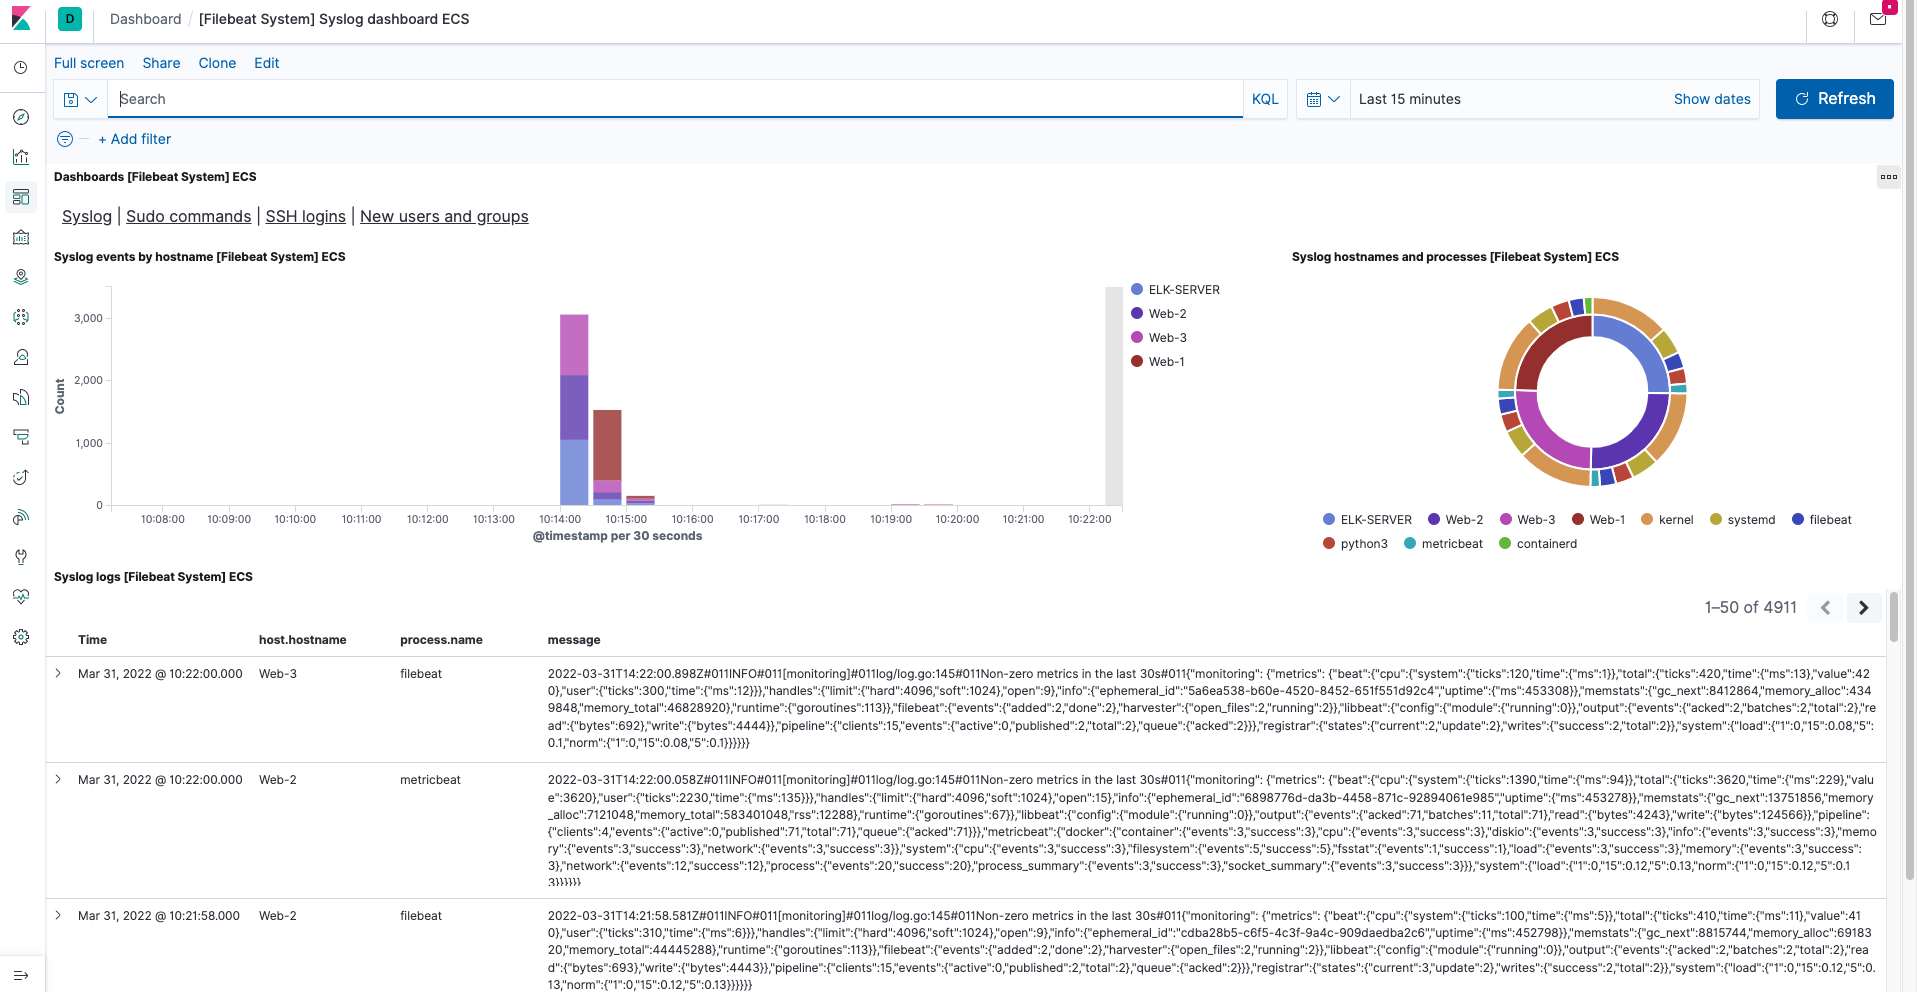 D Dashboard / [Filebeat System] Syslog dashboard ECS
Full screen Share Clone Edit
Search KQL Last 15 minutes Show dates Refresh
+ Add filter
Dashboards [Filebeat System] ECS
Syslog | Sudo commands | SSH logins | New users and groups
Syslog events by hostname [Filebeat System] ECS
Count
3,000
2,000
1,000
0
10:08:00 10:09:00 10:10:00 10:11:00 10:12:00 10:13:00 10:14:00 10:15:00 10:16:00 10:17:00 10:18:00 10:19:00 10:20:00 10:21:00 10:22:00
@timestamp per 30 seconds
ELK-SERVER
Web-2
Web-3
Web-1
Syslog hostnames and processes [Filebeat System] ECS
ELK-SERVER Web-2 Web-3 Web-1 kernel systemd filebeat
python3 metricbeat containerd
Syslog logs [Filebeat System] ECS
1–50 of 4911
Time host.hostname process.name message
Mar 31, 2022 @ 10:22:00.000 Web-3 filebeat 2022-03-31T14:22:00.898Z#011INFO#011[monitoring]#011log/log.go:145#011Non-zero metrics in the last 30s#011{"monitoring": {"metrics": {"beat":{"cpu":{"system":{"ticks":120,"time":{"ms":1}},"total":{"ticks":420,"time":{"ms":13},"value":42
0},"user":{"ticks":300,"time":{"ms":12}}},"handles":{"limit":{"hard":4096,"soft":1024},"open":9},"info":{"ephemeral_id":"5a6ea538-b60e-4520-8452-651f551d92c4","uptime":{"ms":453308}},"memstats":{"gc_next":8412864,"memory_alloc":434
9848,"memory_total":46828920},"runtime":{"goroutines":113}},"filebeat":{"events":{"added":2,"done":2},"harvester":{"open_files":2,"running":2}},"libbeat":{"config":{"module":{"running":0}},"output":{"events":{"acked":2,"batches":2,"total":2},"re
ad":{"bytes":692},"write":{"bytes":4444}},"pipeline":{"clients":15,"events":{"active":0,"published":2,"total":2},"queue":{"acked":2}}},"registrar":{"states":{"current":2,"update":2},"writes":{"success":2,"total":2}},"system":{"load":{"1":0,"15":0.08,"5":
0.1,"norm":{"1":0,"15":0.08,"5":0.1}}}}}}
Mar 31, 2022 @ 10:22:00.000 Web-2 metricbeat 2022-03-31T14:22:00.058Z#011INFO#011[monitoring]#011log/log.go:145#011Non-zero metrics in the last 30s#011{"monitoring": {"metrics": {"beat":{"cpu":{"system":{"ticks":1390,"time":{"ms":94}},"total":{"ticks":3620,"time":{"ms":229},"valu
e":3620},"user":{"ticks":2230,"time":{"ms":135}}},"handles":{"limit":{"hard":4096,"soft":1024},"open":15},"info":{"ephemeral_id":"6898776d-da3b-4458-871c-92894061e985","uptime":{"ms":453278}},"memstats":{"gc_next":13751856,"memory
_alloc":7121048,"memory_total":583401048,"rss":12288},"runtime":{"goroutines":67}},"libbeat":{"config":{"module":{"running":0}},"output":{"events":{"acked":71,"batches":11,"total":71},"read":{"bytes":4243},"write":{"bytes":124566}},"pipeline":
{"clients":4,"events":{"active":0,"published":71,"total":71},"queue":{"acked":71}}},"metricbeat":{"docker":{"container":{"events":3,"success":3},"cpu":{"events":3,"success":3},"diskio":{"events":3,"success":3},"info":{"events":3,"success":3},"memo
ry":{"events":3,"success":3},"network":{"events":3,"success":3}},"system":{"cpu":{"events":3,"success":3},"filesystem":{"events":5,"success":5},"fsstat":{"events":1,"success":1},"load":{"events":3,"success":3},"memory":{"events":3,"success":
3},"network":{"events":12,"success":12},"process":{"events":20,"success":20},"process_summary":{"events":3,"success":3},"socket_summary":{"events":3,"success":3}}},"system":{"load":{"1":0,"15":0.12,"5":0.13,"norm":{"1":0,"15":0.12,"5":0.1
3}}}}}}
Mar 31, 2022 @ 10:21:58.000 Web-2 filebeat 2022-03-31T14:21:58.581Z#011INFO#011[monitoring]#011log/log.go:145#011Non-zero metrics in the last 30s#011{"monitoring": {"metrics": {"beat":{"cpu":{"system":{"ticks":100,"time":{"ms":5}},"total":{"ticks":410,"time":{"ms":11},"value":41
0},"user":{"ticks":310,"time":{"ms":6}}},"handles":{"limit":{"hard":4096,"soft":1024},"open":9},"info":{"ephemeral_id":"cdba28b5-c6f5-4c3f-9a4c-909daedba2c6","uptime":{"ms":452798}},"memstats":{"gc_next":8815744,"memory_alloc":69183
20,"memory_total":44445288},"runtime":{"goroutines":113}},"filebeat":{"events":{"added":2,"done":2},"harvester":{"open_files":2,"running":2}},"libbeat":{"config":{"module":{"running":0}},"output":{"events":{"acked":2,"batches":2,"total":2},"rea
d":{"bytes":693},"write":{"bytes":4443}},"pipeline":{"clients":15,"events":{"active":0,"published":2,"total":2},"queue":{"acked":2}}},"registrar":{"states":{"current":3,"update":2},"writes":{"success":2,"total":2}},"system":{"load":{"1":0,"15":0.12,"5":0.
13,"norm":{"1":0,"15":0.12,"5":0.13}}}}}}